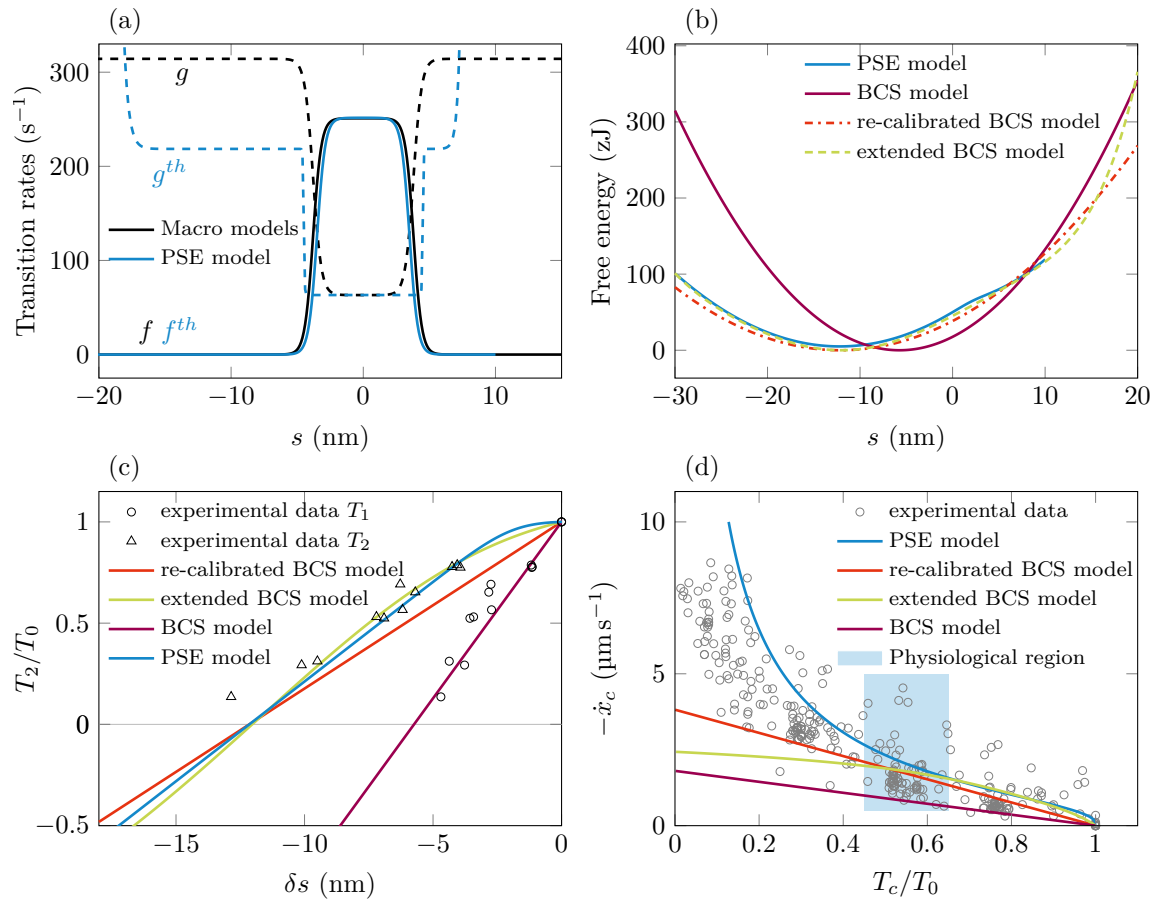 (a)
300
200
100
0
Transition rates (s⁻¹)
g
gᵗʰ
Macro models
PSE model
f fᵗʰ
−20 −10 0 10
s (nm)
(b)
400
300
200
100
0
Free energy (zJ)
PSE model
BCS model
re-calibrated BCS model
extended BCS model
−30 −20 −10 0 10 20
s (nm)
(c)
1
0.5
0
−0.5
T₂/T₀
experimental data T₁
experimental data T₂
re-calibrated BCS model
extended BCS model
BCS model
PSE model
−15 −10 −5 0
δs (nm)
(d)
10
5
0
−ẋ_c (µm s⁻¹)
experimental data
PSE model
re-calibrated BCS model
extended BCS model
BCS model
Physiological region
0 0.2 0.4 0.6 0.8 1
T_c/T₀